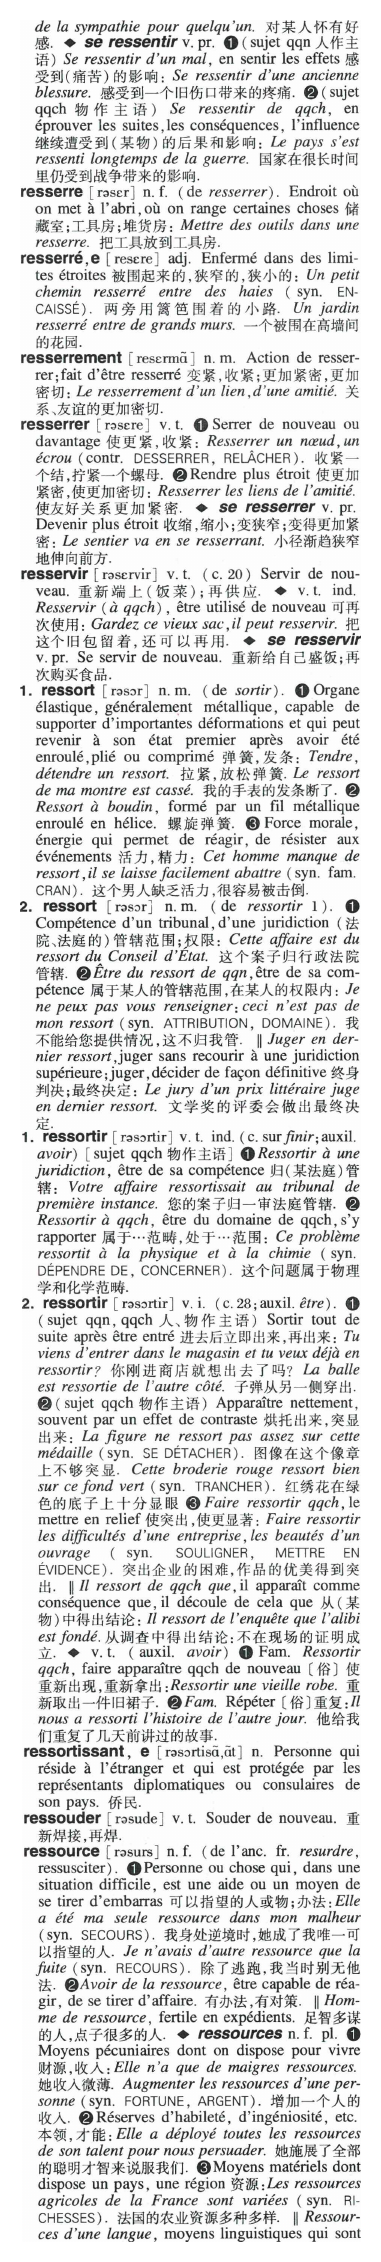 de la sympathie pour quelqu'un. 对某人怀有好
感. ◆ se ressentir v. pr. ❶ (sujet qqn 人作主
语) Se ressentir d'un mal, en sentir les effets 感
受到(痛苦)的影响: Se ressentir d'une ancienne
blessure. 感受到一个旧伤口带来的疼痛. ❷ (sujet
qqch 物作主语) Se ressentir de qqch, en
éprouver les suites, les conséquences, l'influence
继续遭受到(某物)的后果和影响: Le pays s'est
ressenti longtemps de la guerre. 国家在很长时间
里仍受到战争带来的影响.
resserre [rəsɛr] n. f. (de resserrer). Endroit où
on met à l'abri, où on range certaines choses 储
藏室;工具房;堆货房: Mettre des outils dans une
resserre. 把工具放到工具房.
resserré, e [resɛre] adj. Enfermé dans des limi-
tes étroites 被围起来的,狭窄的,狭小的: Un petit
chemin resserré entre des haies (syn. EN-
CAISSÉ). 两旁用篱笆围着的小路. Un jardin
resserré entre de grands murs. 一个被围在高墙间
的花园.
resserrement [resɛrmɑ̃] n. m. Action de resser-
rer; fait d'être resserré 变紧,收紧;更加紧密,更加
密切: Le resserrement d'un lien, d'une amitié. 关
系、友谊的更加密切.
resserrer [rəsɛre] v. t. ❶ Serrer de nouveau ou
davantage 使更紧,收紧: Resserrer un nœud, un
écrou (contr. DESSERRER, RELÂCHER). 收紧一
个结,拧紧一个螺母. ❷ Rendre plus étroit 使更加
紧密,使更加密切: Resserrer les liens de l'amitié.
使友好关系更加紧密. ◆ se resserrer v. pr.
Devenir plus étroit 收缩,缩小;变狭窄;变得更加紧
密: Le sentier va en se resserrant. 小径渐趋狭窄
地伸向前方.
resservir [rəsɛrvir] v. t. (c. 20) Servir de nou-
veau. 重新端上(饭菜);再供应. ◆ v. t. ind.
Resservir (à qqch), être utilisé de nouveau 可再
次使用: Gardez ce vieux sac, il peut resservir. 把
这个旧包留着,还可以再用. ◆ se resservir
v. pr. Se servir de nouveau. 重新给自己盛饭;再
次购买食品.
1. ressort [rəsɔr] n. m. (de sortir). ❶ Organe
élastique, généralement métallique, capable de
supporter d'importantes déformations et qui peut
revenir à son état premier après avoir été
enroulé, plié ou comprimé 弹簧,发条: Tendre,
détendre un ressort. 拉紧,放松弹簧. Le ressort
de ma montre est cassé. 我的手表的发条断了. ❷
Ressort à boudin, formé par un fil métallique
enroulé en hélice. 螺旋弹簧. ❸ Force morale,
énergie qui permet de réagir, de résister aux
événements 活力,精力: Cet homme manque de
ressort, il se laisse facilement abattre (syn. fam.
CRAN). 这个男人缺乏活力,很容易被击倒.
2. ressort [rəsɔr] n. m. (de ressortir 1). ❶
Compétence d'un tribunal, d'une juridiction (法
院、法庭的)管辖范围;权限: Cette affaire est du
ressort du Conseil d'État. 这个案子归行政法院
管辖. ❷ Être du ressort de qqn, être de sa com-
pétence 属于某人的管辖范围,在某人的权限内: Je
ne peux pas vous renseigner: ceci n'est pas de
mon ressort (syn. ATTRIBUTION, DOMAINE). 我
不能给您提供情况,这不归我管. ‖ Juger en der-
nier ressort, juger sans recourir à une juridiction
supérieure; juger, décider de façon définitive 终身
判决;最终决定: Le jury d'un prix littéraire juge
en dernier ressort. 文学奖的评委会做出最终决
定.
1. ressortir [rəsɔrtir] v. t. ind. (c. sur finir; auxil.
avoir) [sujet qqch 物作主语] ❶ Ressortir à une
juridiction, être de sa compétence 归(某法庭)管
辖: Votre affaire ressortissait au tribunal de
première instance. 您的案子归一审法庭管辖. ❷
Ressortir à qqch, être du domaine de qqch, s'y
rapporter 属于…范畴,处于…范围: Ce problème
ressortit à la physique et à la chimie (syn.
DÉPENDRE DE, CONCERNER). 这个问题属于物理
学和化学范畴.
2. ressortir [rəsɔrtir] v. i. (c. 28; auxil. être). ❶
(sujet qqn, qqch 人、物作主语) Sortir tout de
suite après être entré 进去后立即出来,再出来: Tu
viens d'entrer dans le magasin et tu veux déjà en
ressortir? 你刚进商店就想出去了吗? La balle
est ressortie de l'autre côté. 子弹从另一侧穿出.
❷ (sujet qqch 物作主语) Apparaître nettement,
souvent par un effet de contraste 烘托出来,突显
出来: La figure ne ressort pas assez sur cette
médaille (syn. SE DÉTACHER). 图像在这个像章
上不够突显. Cette broderie rouge ressort bien
sur ce fond vert (syn. TRANCHER). 红绣花在绿
色的底子上十分显眼 ❸ Faire ressortir qqch, le
mettre en relief 使突出,使更显著: Faire ressortir
les difficultés d'une entreprise, les beautés d'un
ouvrage (syn. SOULIGNER, METTRE EN
ÉVIDENCE). 突出企业的困难,作品的优美得到突
出. ‖ Il ressort de qqch que, il apparaît comme
conséquence que, il découle de cela que 从(某
物)中得出结论: Il ressort de l'enquête que l'alibi
est fondé. 从调查中得出结论:不在现场的证明成
立. ◆ v. t. (auxil. avoir) ❶ Fam. Ressortir
qqch, faire apparaître qqch de nouveau [俗] 使
重新出现,重新拿出: Ressortir une vieille robe. 重
新取出一件旧裙子. ❷ Fam. Répéter [俗]重复: Il
nous a ressorti l'histoire de l'autre jour. 他给我
们重复了几天前讲过的故事.
ressortissant, e [rəsɔrtisɑ̃, ɑ̃t] n. Personne qui
réside à l'étranger et qui est protégée par les
représentants diplomatiques ou consulaires de
son pays. 侨民.
ressouder [rəsude] v. t. Souder de nouveau. 重
新焊接,再焊.
ressource [rəsurs] n. f. (de l'anc. fr. resurdre,
ressusciter). ❶ Personne ou chose qui, dans une
situation difficile, est une aide ou un moyen de
se tirer d'embarras 可以指望的人或物;办法: Elle
a été ma seule ressource dans mon malheur
(syn. SECOURS). 我身处逆境时,她成了我唯一可
以指望的人. Je n'avais d'autre ressource que la
fuite (syn. RECOURS). 除了逃跑,我当时别无他
法. ❷ Avoir de la ressource, être capable de réa-
gir, de se tirer d'affaire. 有办法,有对策. ‖ Hom-
me de ressource, fertile en expédients. 足智多谋
的人,点子很多的人. ◆ ressources n. f. pl. ❶
Moyens pécuniaires dont on dispose pour vivre
财源,收入: Elle n'a que de maigres ressources.
她收入微薄. Augmenter les ressources d'une per-
sonne (syn. FORTUNE, ARGENT). 增加一个人的
收入. ❷ Réserves d'habileté, d'ingéniosité, etc.
本领,才能: Elle a déployé toutes les ressources
de son talent pour nous persuader. 她施展了全部
的聪明才智来说服我们. ❸ Moyens matériels dont
dispose un pays, une région 资源: Les ressources
agricoles de la France sont variées (syn. RI-
CHESSES). 法国的农业资源多种多样. ‖ Ressour-
ces d'une langue, moyens linguistiques qui sont